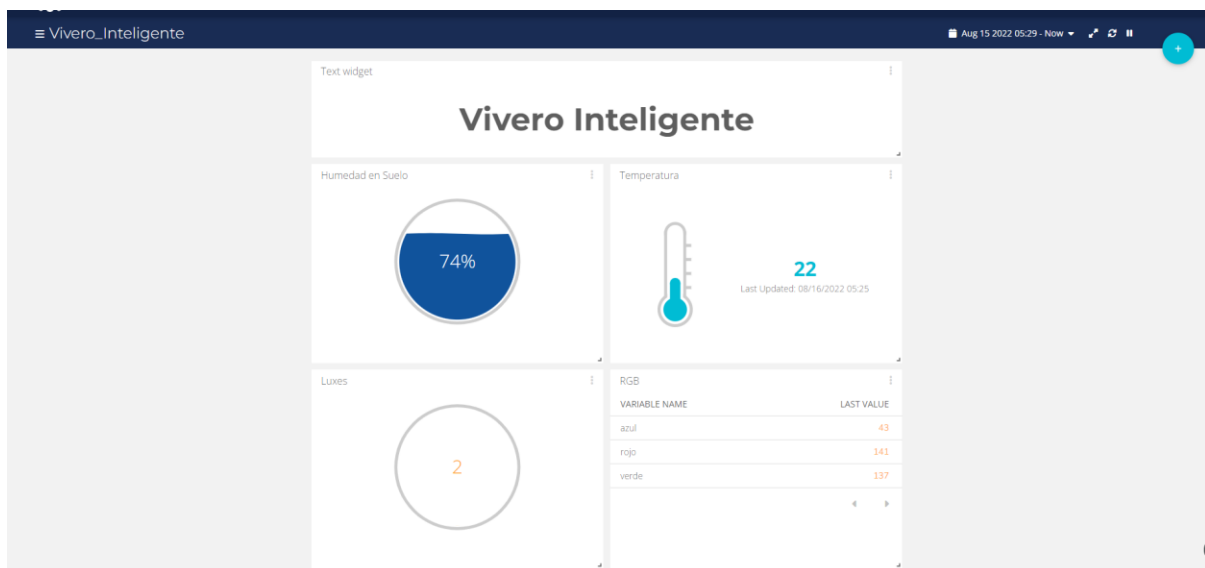 Vivero_Inteligente
Aug 15 2022 05:29 - Now
Text widget
Vivero Inteligente
Humedad en Suelo
74%
Temperatura
22
Last Updated: 08/16/2022 05:25
Luxes
2
RGB
VARIABLE NAME LAST VALUE
azul 43
rojo 141
verde 137